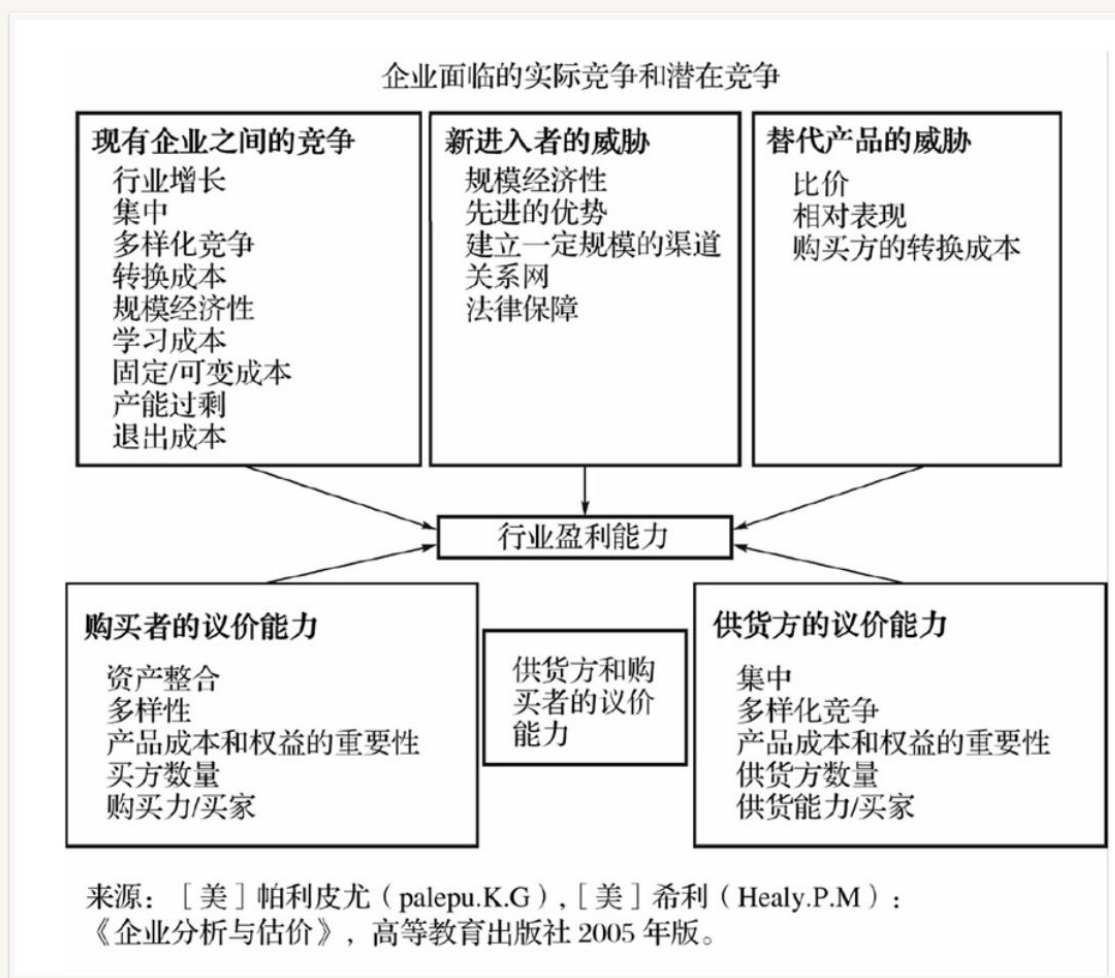 企业面临的实际竞争和潜在竞争
现有企业之间的竞争
行业增长
集中
多样化竞争
转换成本
规模经济性
学习成本
固定/可变成本
产能过剩
退出成本
新进入者的威胁
规模经济性
先进的优势
建立一定规模的渠道
关系网
法律保障
替代产品的威胁
比价
相对表现
购买方的转换成本
行业盈利能力
购买者的议价能力
资产整合
多样性
产品成本和权益的重要性
买方数量
购买力/买家
供货方和购
买者的议价
能力
供货方的议价能力
集中
多样化竞争
产品成本和权益的重要性
供货方数量
供货能力/买家
来源：［美］帕利皮尤（palepu.K.G），［美］希利（Healy.P.M）：
《企业分析与估价》，高等教育出版社 2005 年版。